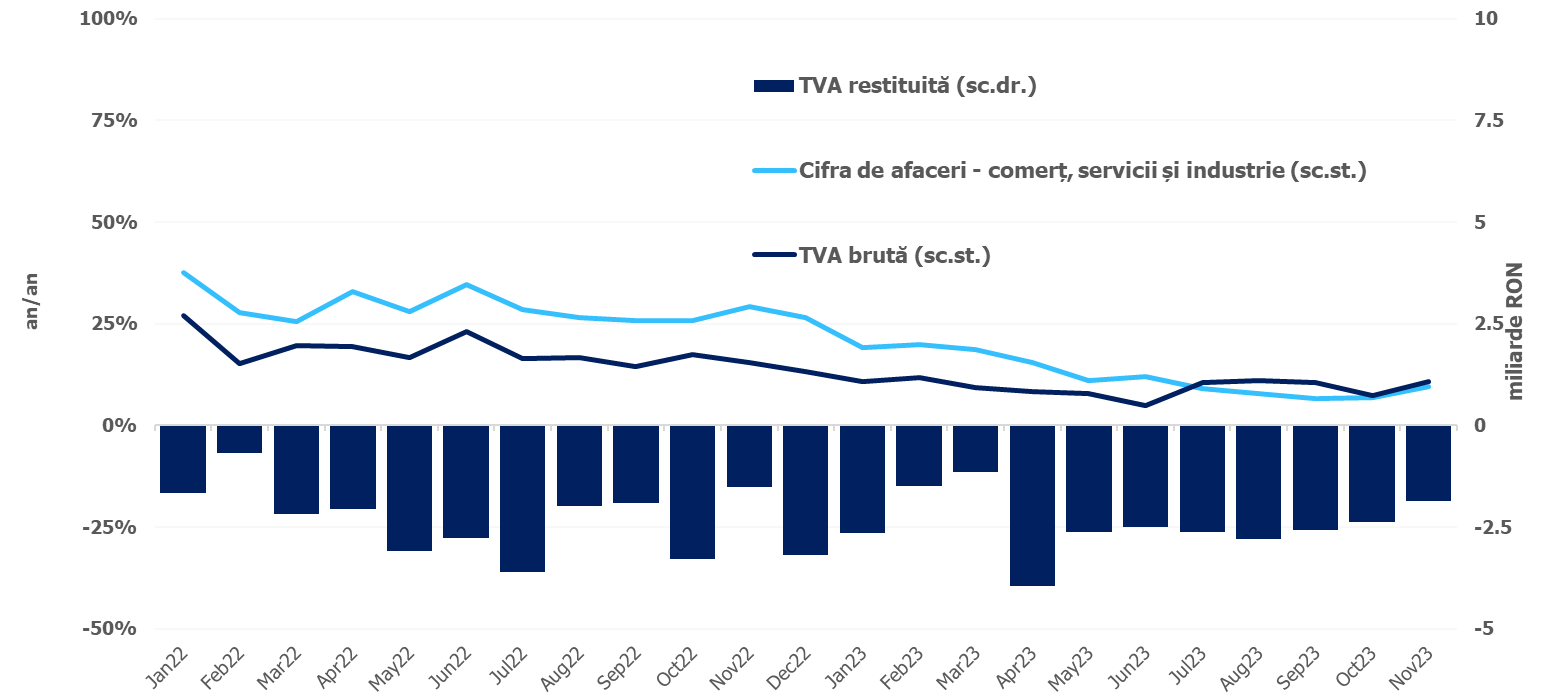 100%
75%
50%
25%
0%
-25%
-50%
an/an
TVA restituită (sc.dr.)
Cifra de afaceri - comerț, servicii și industrie (sc.st.)
TVA brută (sc.st.)
10
7.5
5
2.5
0
-2.5
-5
miliarde RON
Jan22
Feb22
Mar22
Apr22
May22
Jun22
Jul22
Aug22
Sep22
Oct22
Nov22
Dec22
Jan23
Feb23
Mar23
Apr23
May23
Jun23
Jul23
Aug23
Sep23
Oct23
Nov23